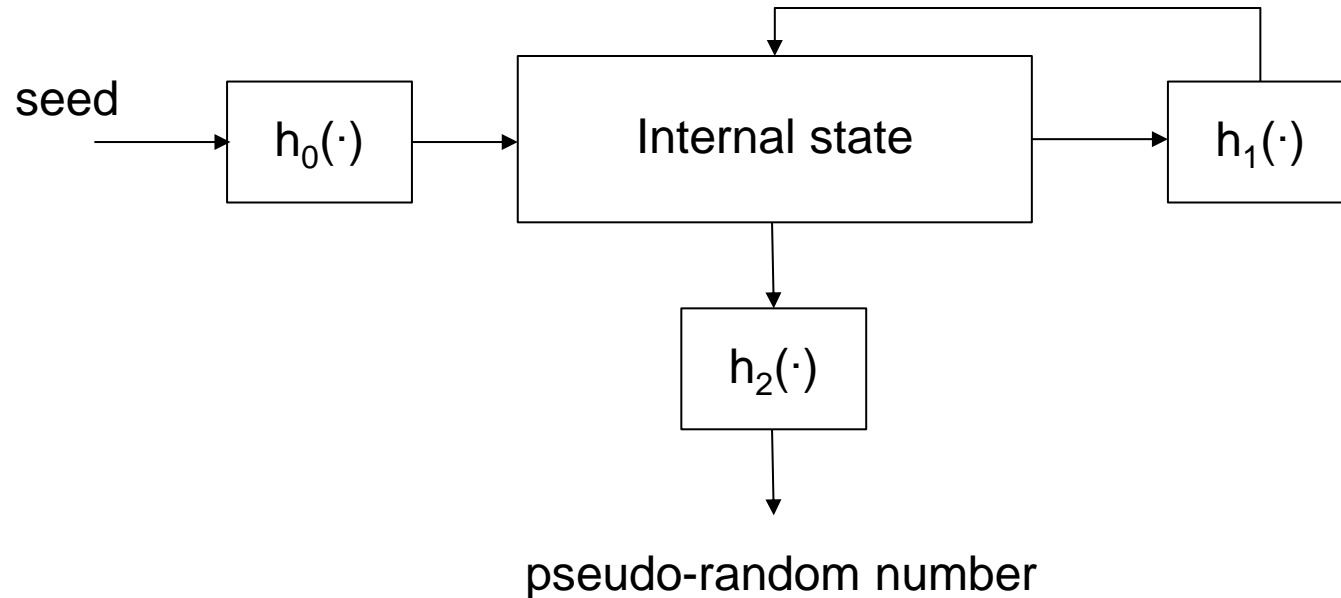 seed
h₀(·)
Internal state
h₁(·)
h₂(·)
pseudo-random number